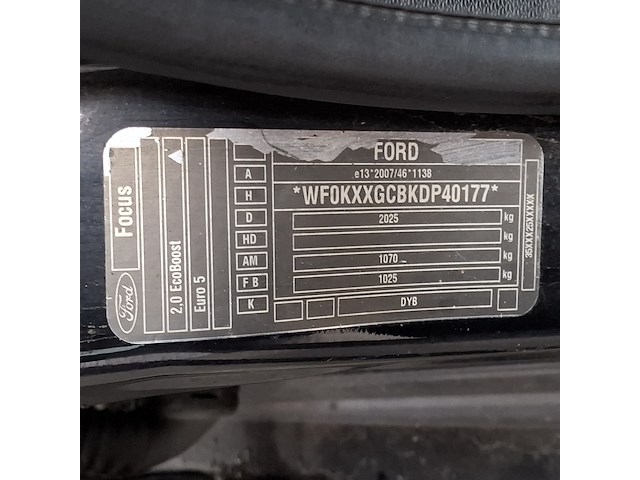 FORD
e13*2007/46*1138
*WF0KXXGCBKDP40177*
A
H
D 2025 kg
HD kg
AM 1070 kg
F B 1025 kg
K DYB
Focus
2,0 EcoBoost
Euro 5
Ford
35XXX25XXXXX